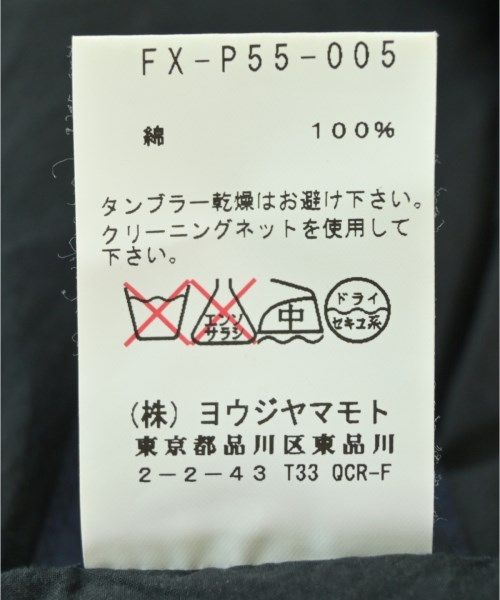 FX-P55-005
綿 100%
タンブラー乾燥はお避け下さい。
クリーニングネットを使用して
下さい。
エンソ
サラシ
中
ドライ
セキユ系
(株) ヨウジヤマモト
東京都品川区東品川
2-2-43 T33 QCR-F